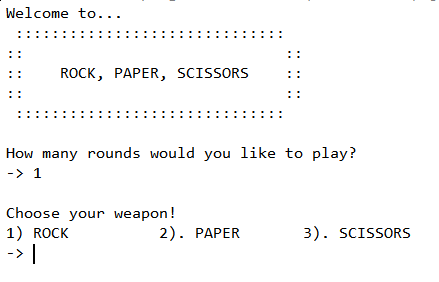 Welcome to...
::::::::::::::::::::::::::::::
:: ::
:: ROCK, PAPER, SCISSORS ::
:: ::
::::::::::::::::::::::::::::::
How many rounds would you like to play?
-> 1
Choose your weapon!
1) ROCK 2). PAPER 3). SCISSORS
->